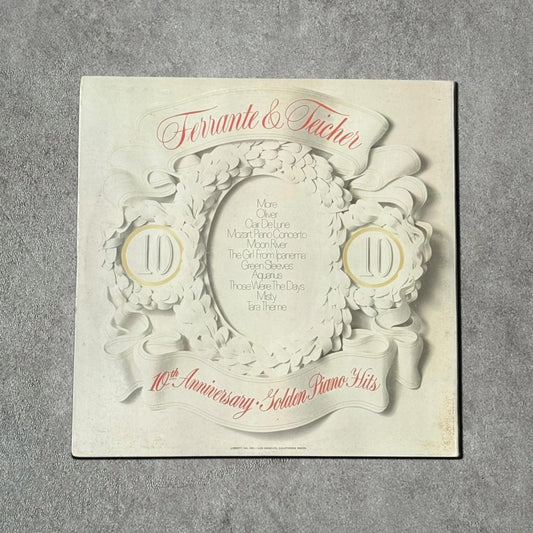 Ferrante & Teicher
More
Oliver
Clair De Lune
Mozart Piano Concerto
Moon River
10
10
The Girl From Ipanema
Green Sleeves
Aquarius
Those Were The Days
Misty
Tara Theme
10th Anniversary • Golden Piano Hits